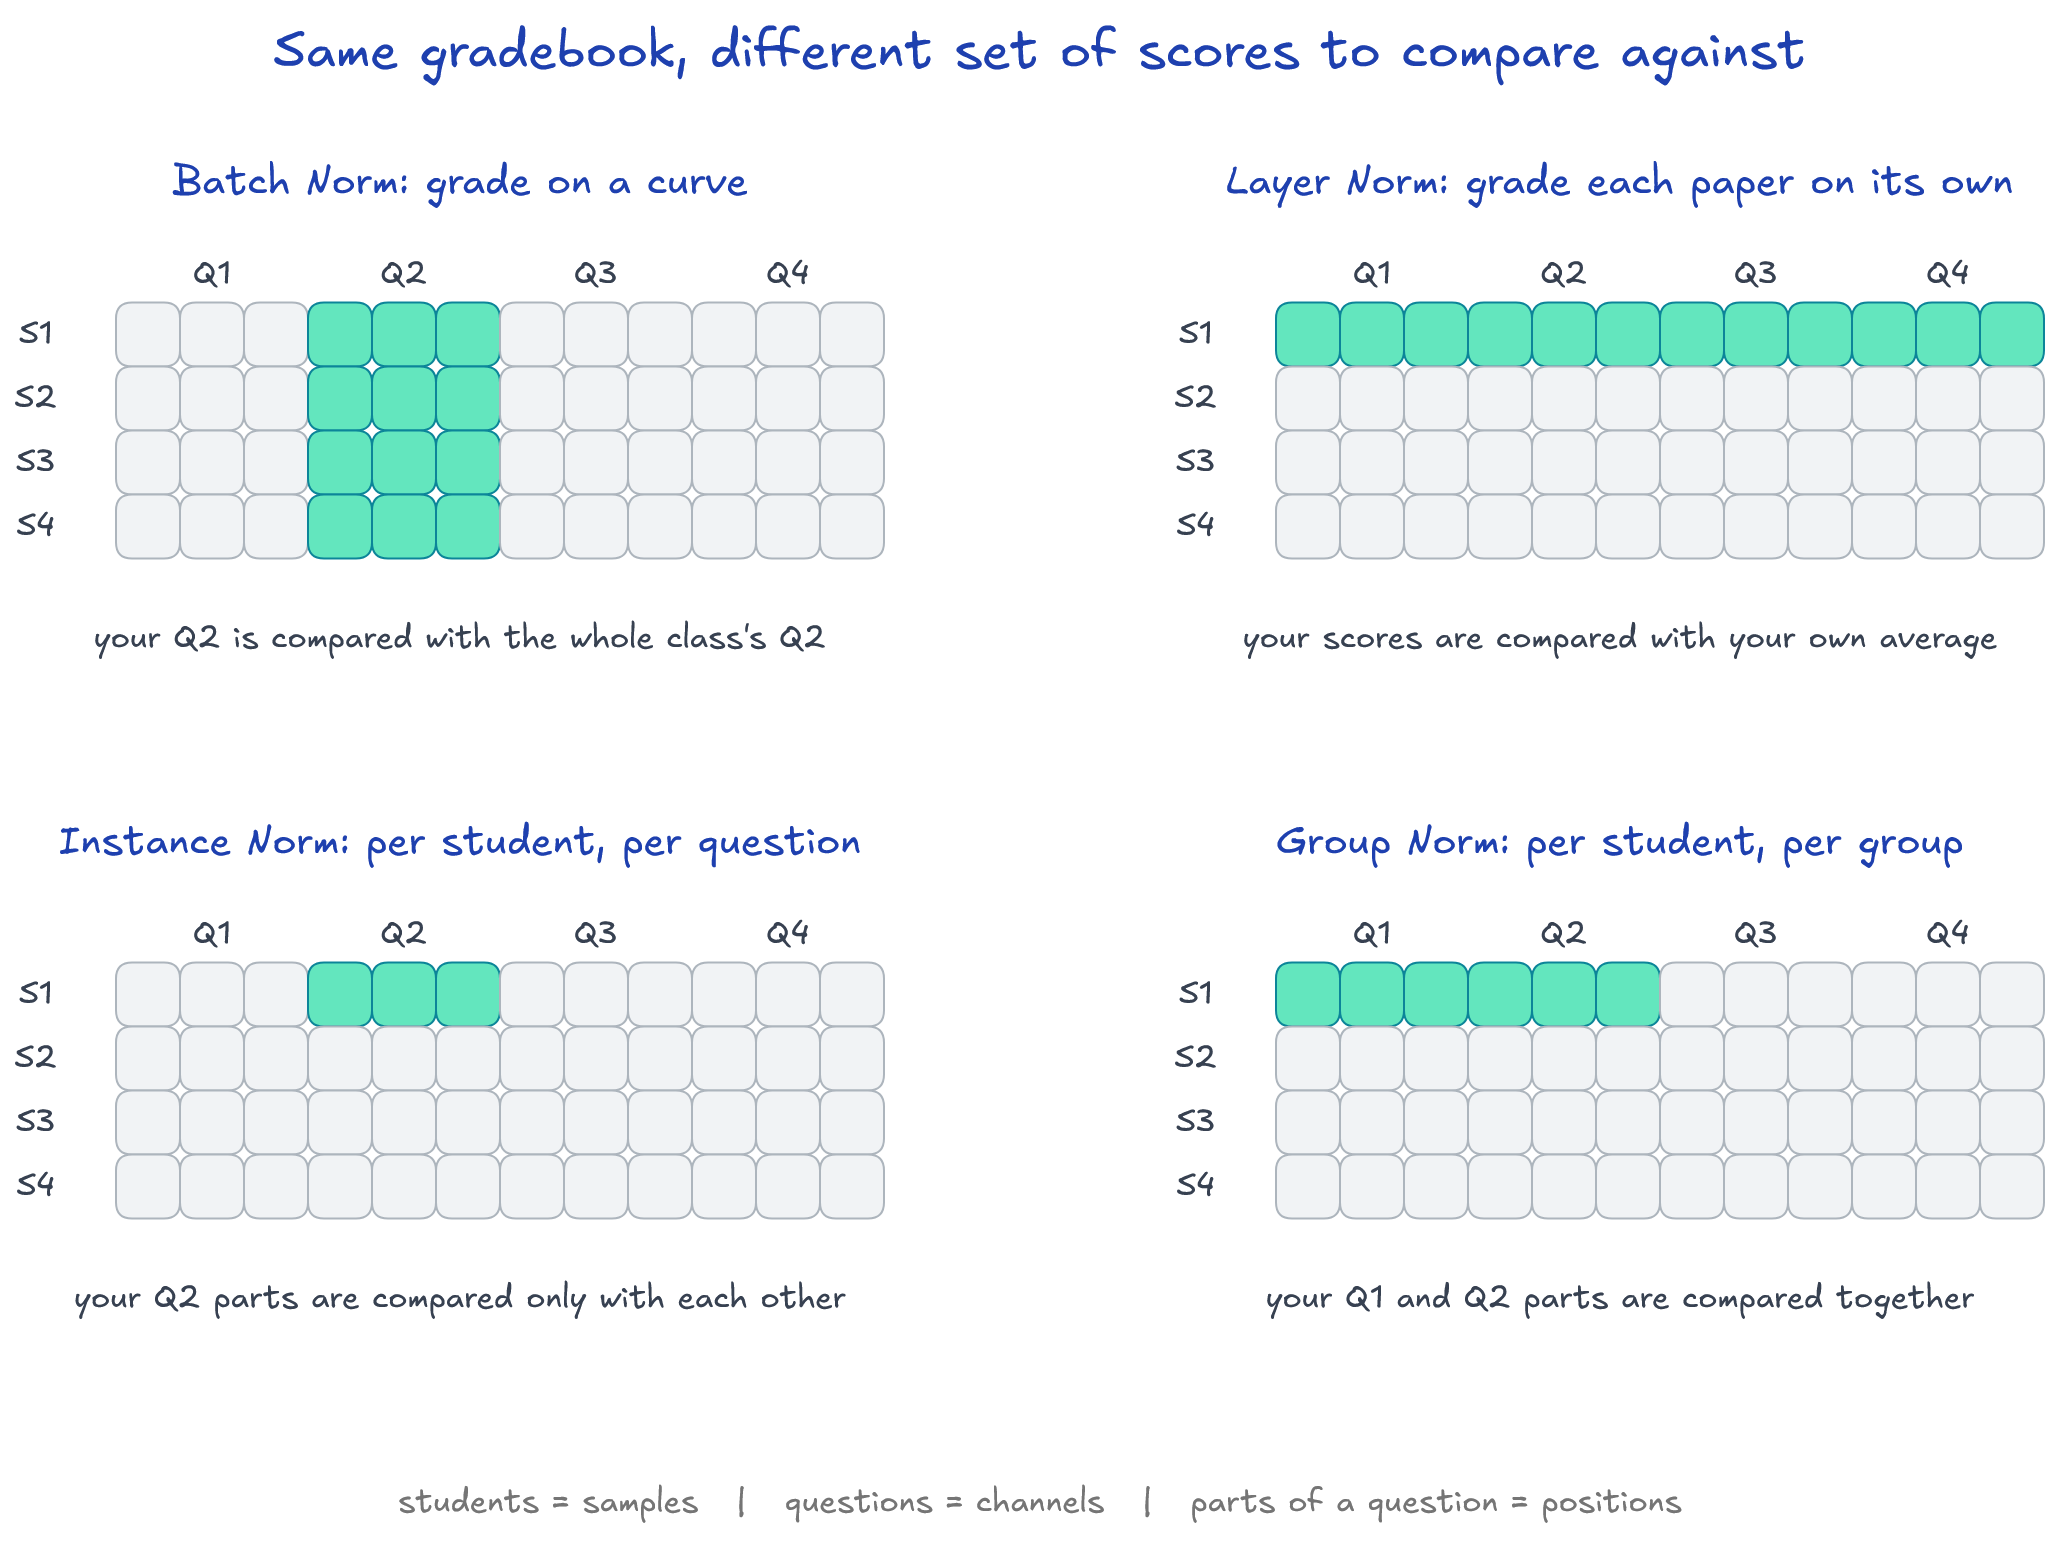 Same gradebook, different set of scores to compare against
Batch Norm: grade on a curve
Q1 Q2 Q3 Q4
S1
S2
S3
S4
your Q2 is compared with the whole class's Q2
Layer Norm: grade each paper on its own
Q1 Q2 Q3 Q4
S1
S2
S3
S4
your scores are compared with your own average
Instance Norm: per student, per question
Q1 Q2 Q3 Q4
S1
S2
S3
S4
your Q2 parts are compared only with each other
Group Norm: per student, per group
Q1 Q2 Q3 Q4
S1
S2
S3
S4
your Q1 and Q2 parts are compared together
students = samples | questions = channels | parts of a question = positions